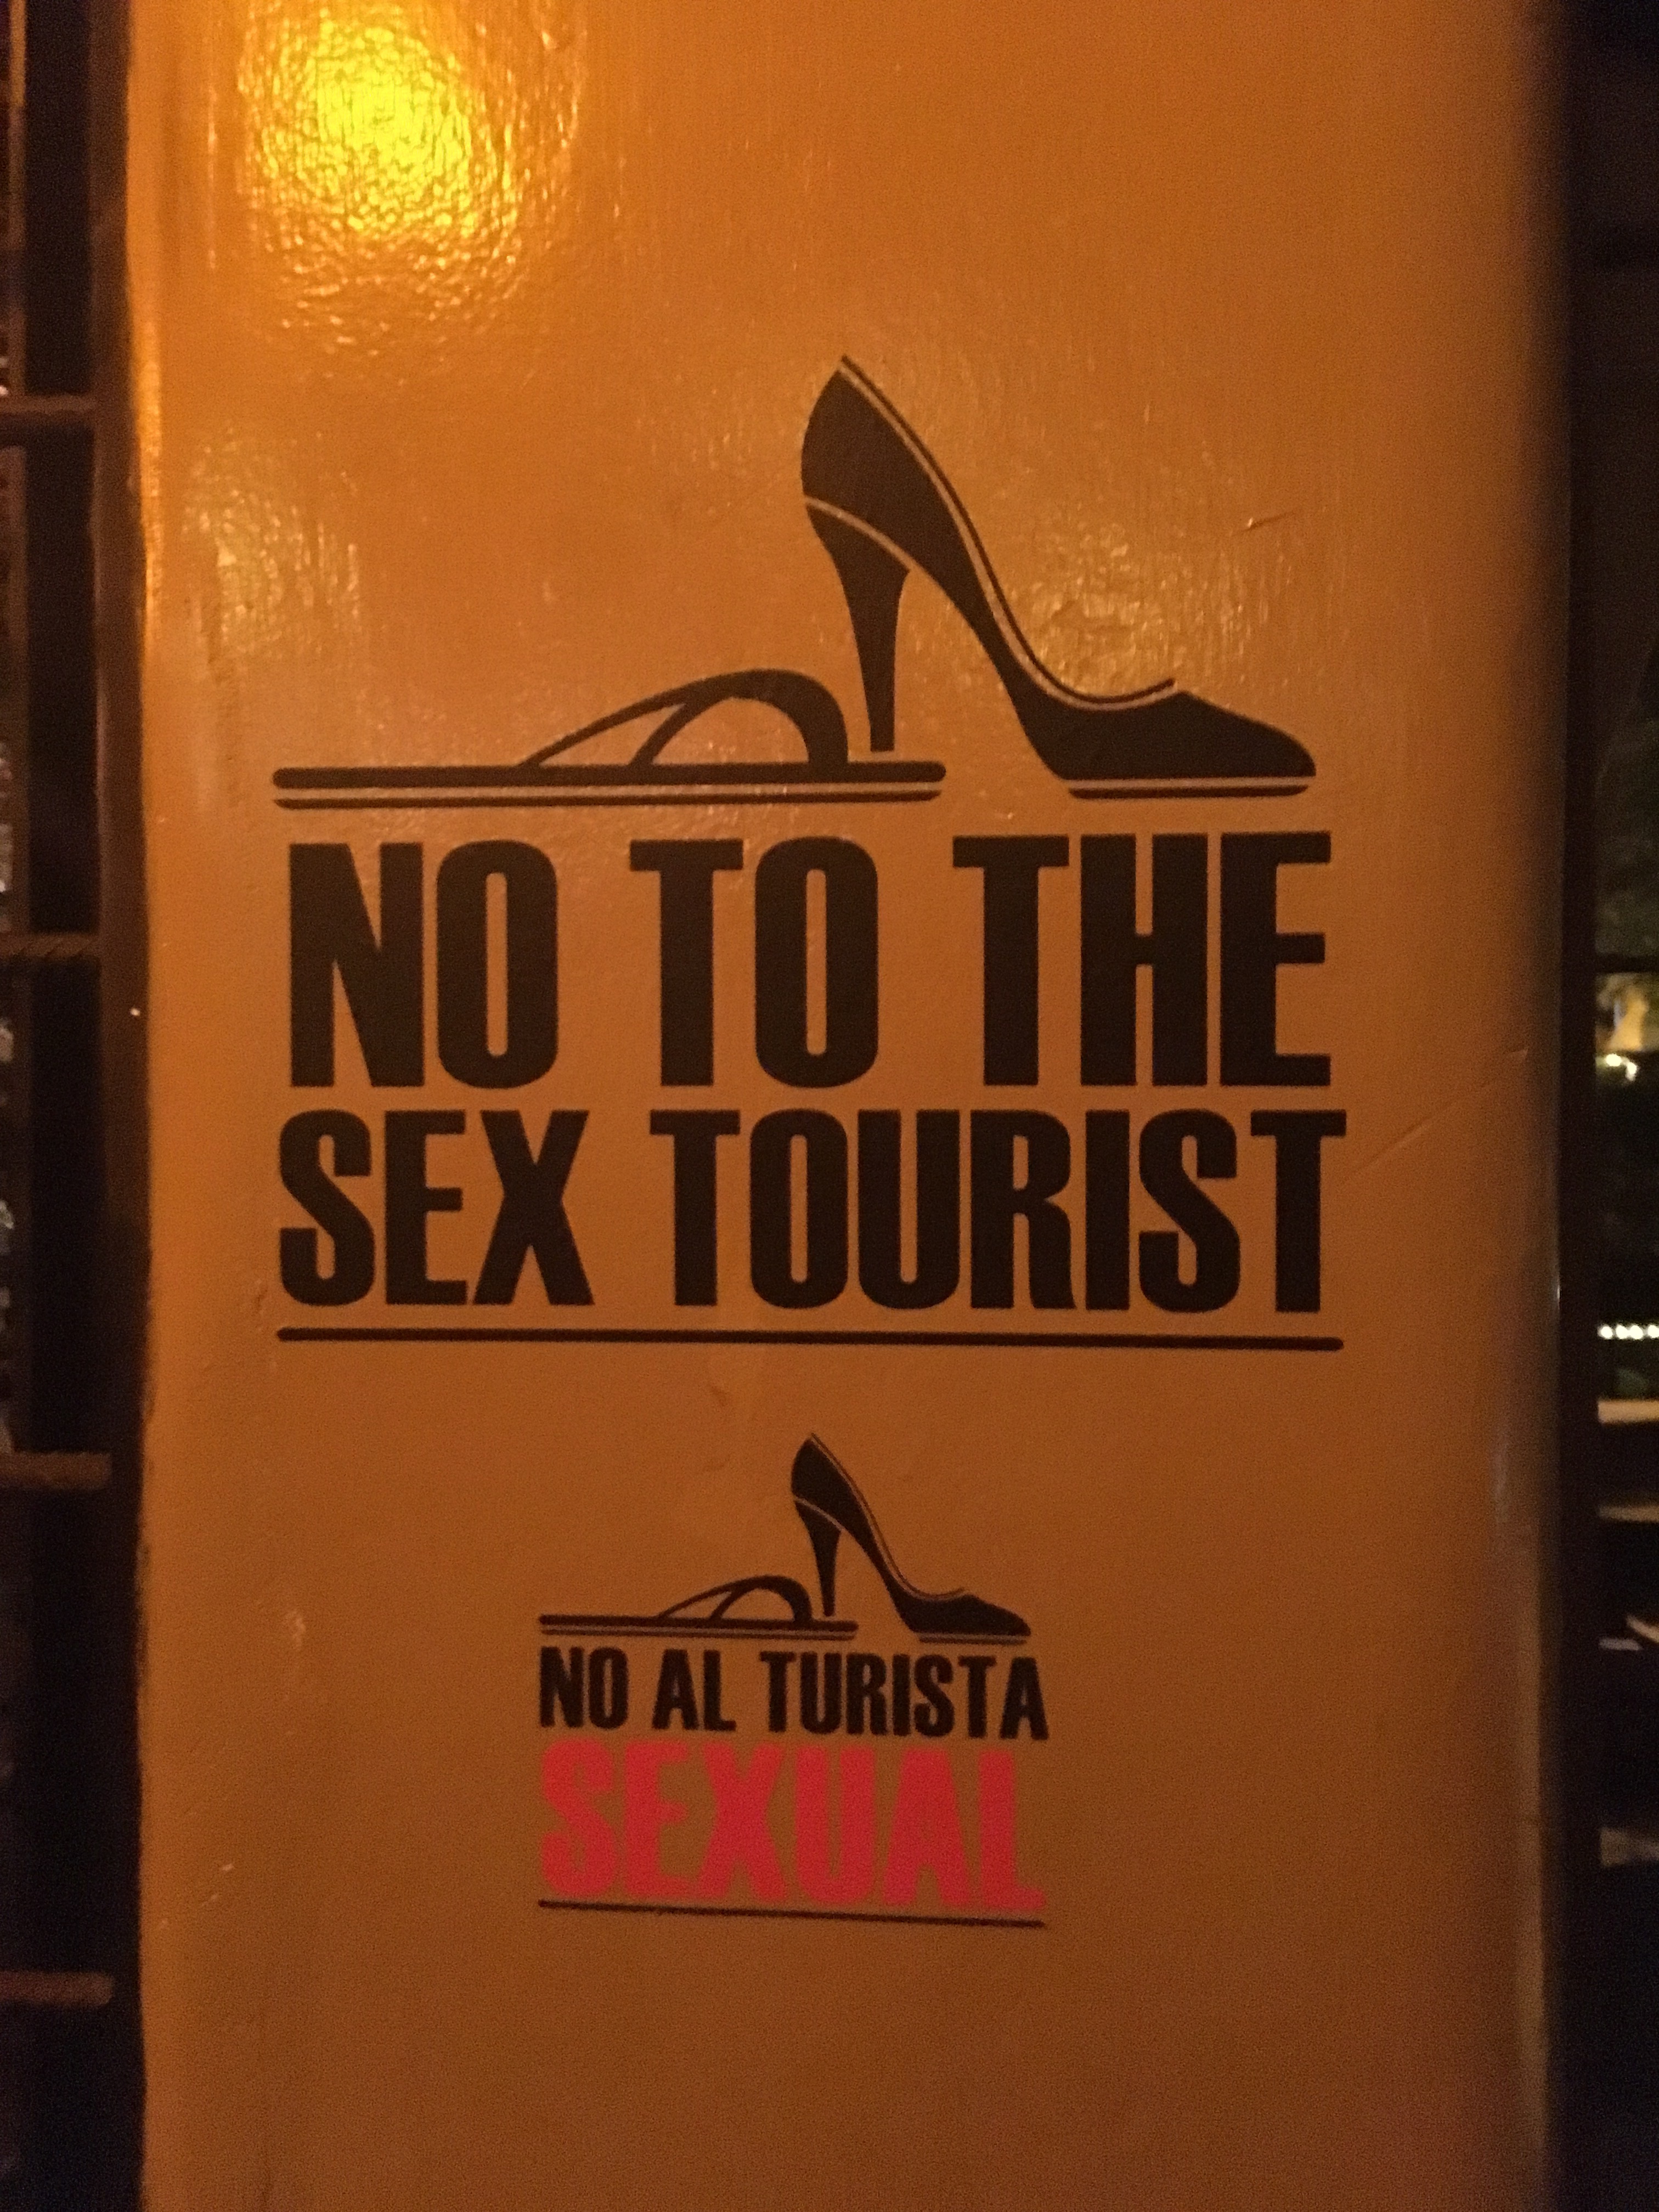 NO TO THE
SEX TOURIST
NO AL TURISTA
SEXUAL